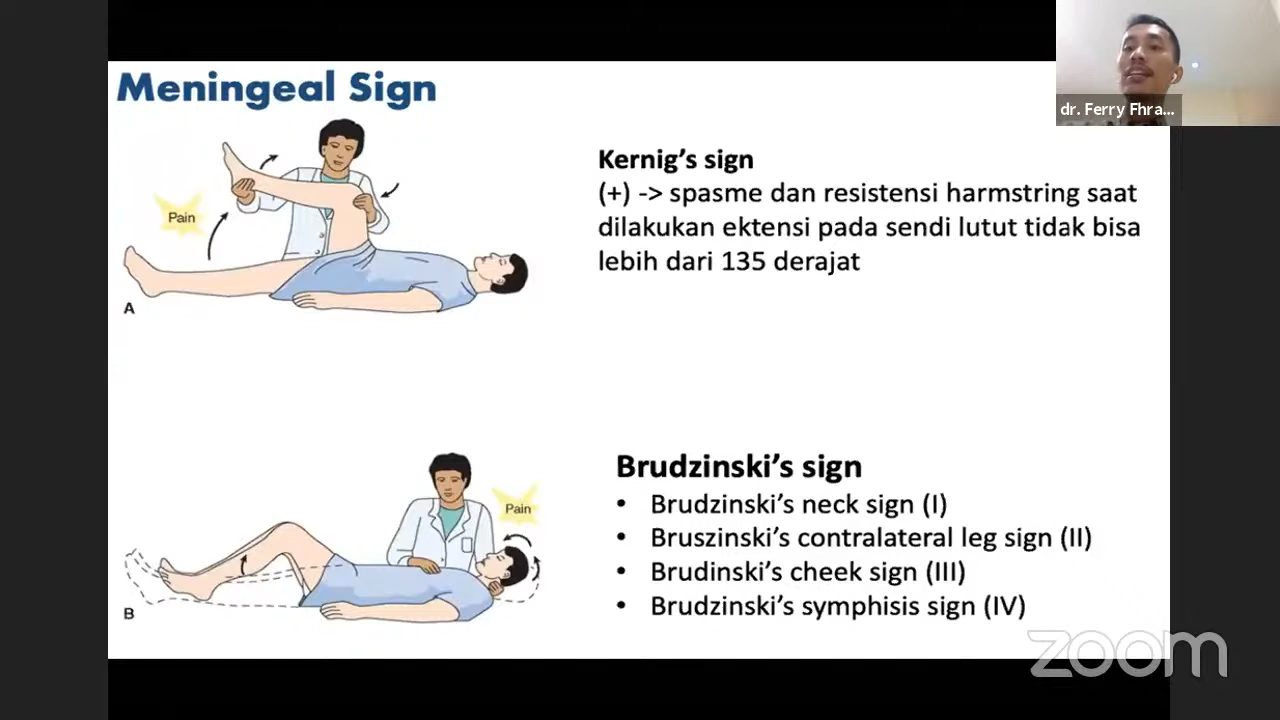 Meningeal Sign
dr. Ferry Fhra...
Kernig's sign
(+) -> spasme dan resistensi harmstring saat
dilakukan ektensi pada sendi lutut tidak bisa
lebih dari 135 derajat
Pain
A
Brudzinski's sign
• Brudzinski's neck sign (I)
• Bruszinski's contralateral leg sign (II)
• Brudinski's cheek sign (III)
• Brudzinski's symphisis sign (IV)
Pain
B
zoom